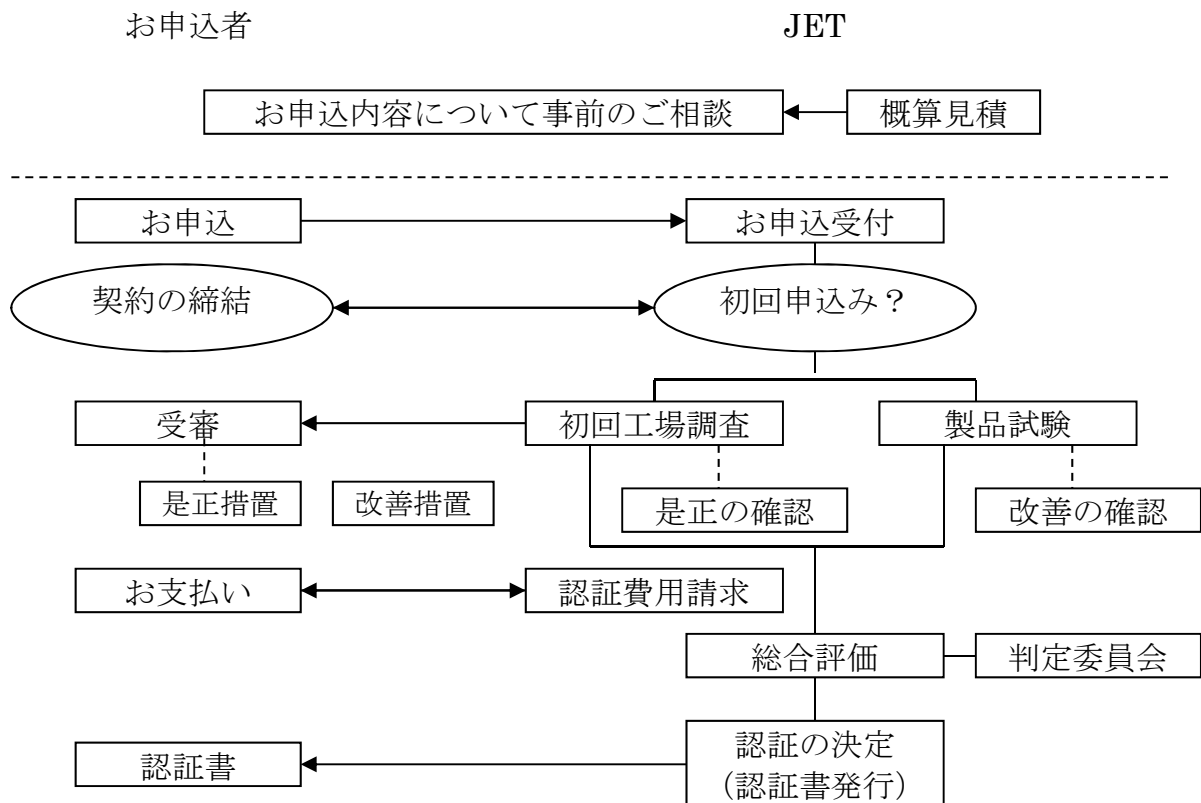 お申込者
JET
お申込内容について事前のご相談
概算見積
お申込
お申込受付
契約の締結
初回申込み？
受審
初回工場調査
製品試験
是正措置
改善措置
是正の確認
改善の確認
お支払い
認証費用請求
総合評価
判定委員会
認証書
認証の決定
（認証書発行）